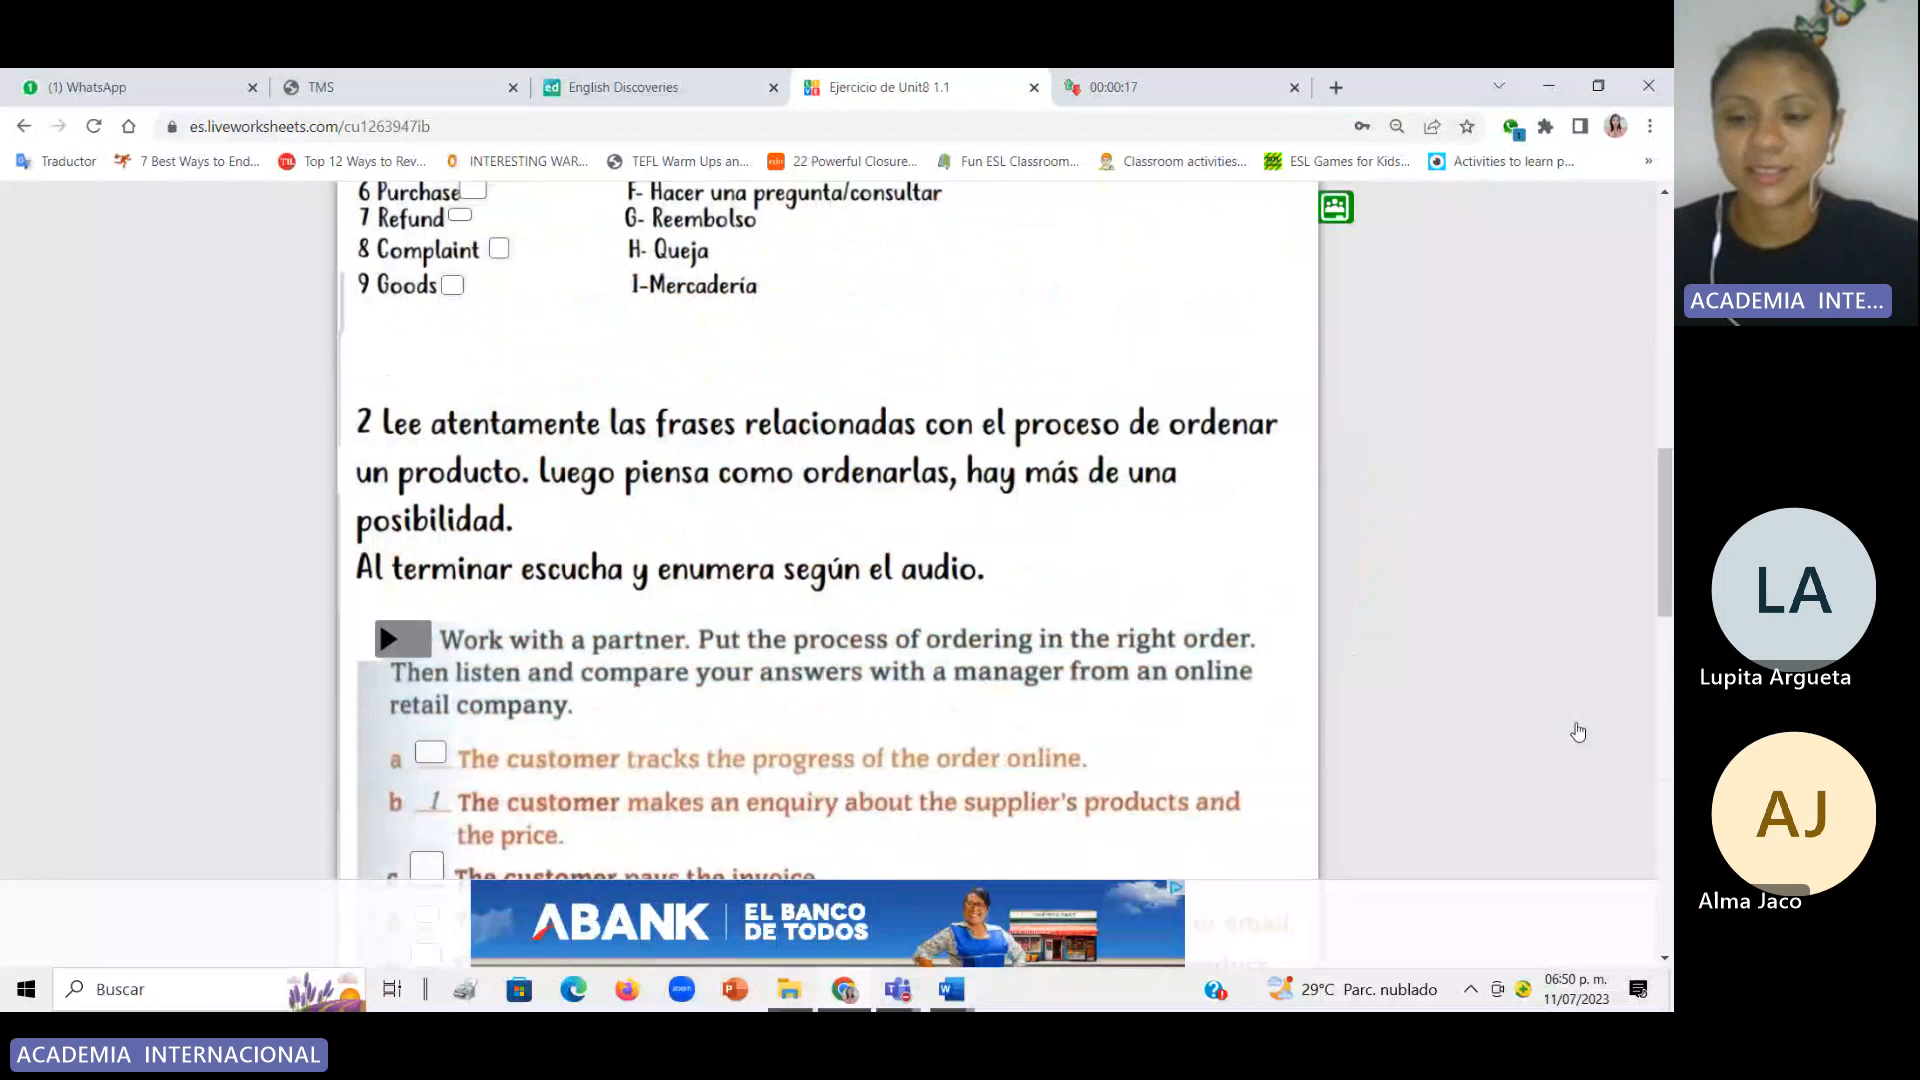 (1) WhatsApp
TMS
English Discoveries
Ejercicio de Unit8 1.1
00:00:17
es.liveworksheets.com/cu1263947ib
Traductor
7 Best Ways to End...
Top 12 Ways to Rev...
INTERESTING WAR...
TEFL Warm Ups an...
22 Powerful Closure...
Fun ESL Classroom...
Classroom activities...
ESL Games for Kids...
Activities to learn p...
»
6 Purchase
F- Hacer una pregunta/consultar
7 Refund
G- Reembolso
8 Complaint
H- Queja
9 Goods
I-Mercadería
2 Lee atentamente las frases relacionadas con el proceso de ordenar
un producto. Luego piensa como ordenarlas, hay más de una
posibilidad.
Al terminar escucha y enumera según el audio.
Work with a partner. Put the process of ordering in the right order.
Then listen and compare your answers with a manager from an online
retail company.
a The customer tracks the progress of the order online.
b 1 The customer makes an enquiry about the supplier's products and
the price.
c The customer pays the invoice
email
ABANK
EL BANCO
DE TODOS
Buscar
29°C Parc. nublado
06:50 p. m.
11/07/2023
ACADEMIA INTE...
LA
Lupita Argueta
AJ
Alma Jaco
ACADEMIA INTERNACIONAL